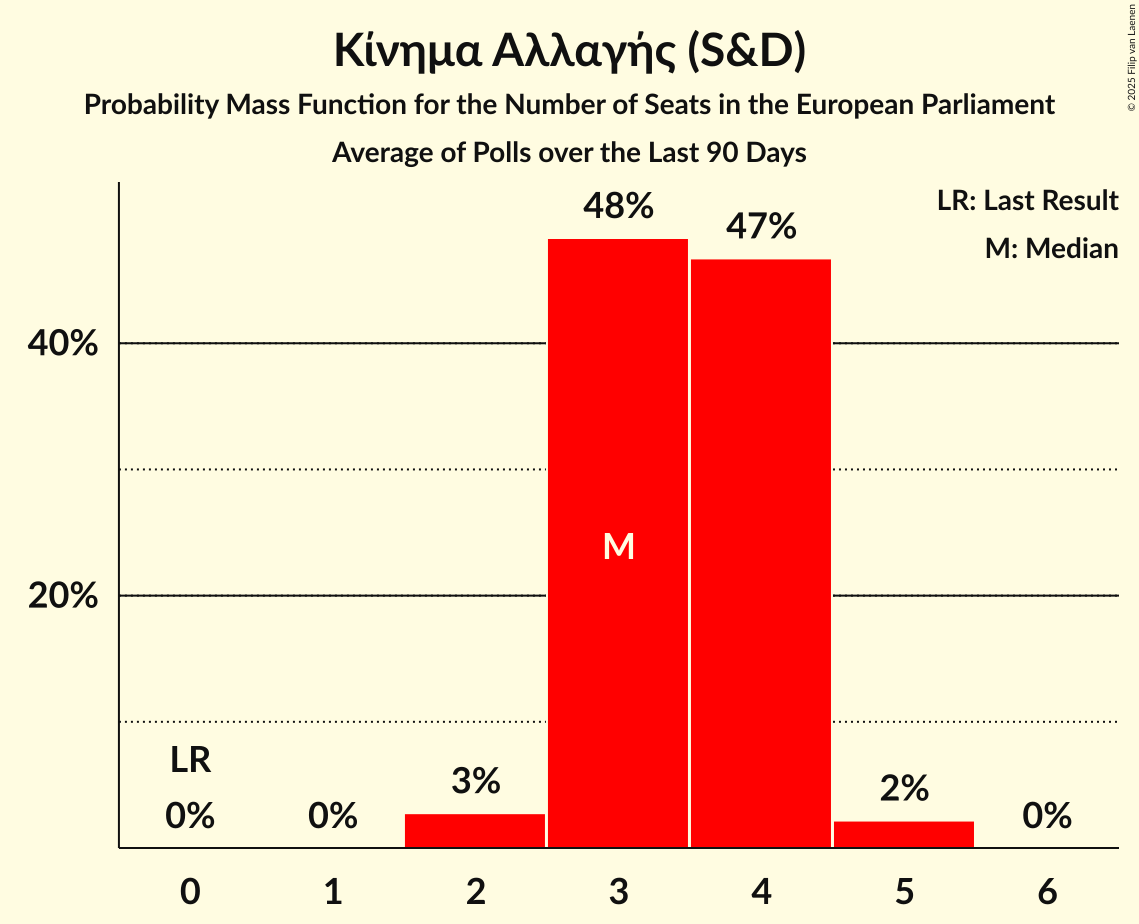 Κίνημα Αλλαγής (S&D)
Probability Mass Function for the Number of Seats in the European Parliament
Average of Polls over the Last 90 Days
© 2025 Filip van Laenen
LR: Last Result
M: Median
48%
47%
40%
M
20%
LR
0%
0%
3%
2%
0%
0 1 2 3 4 5 6